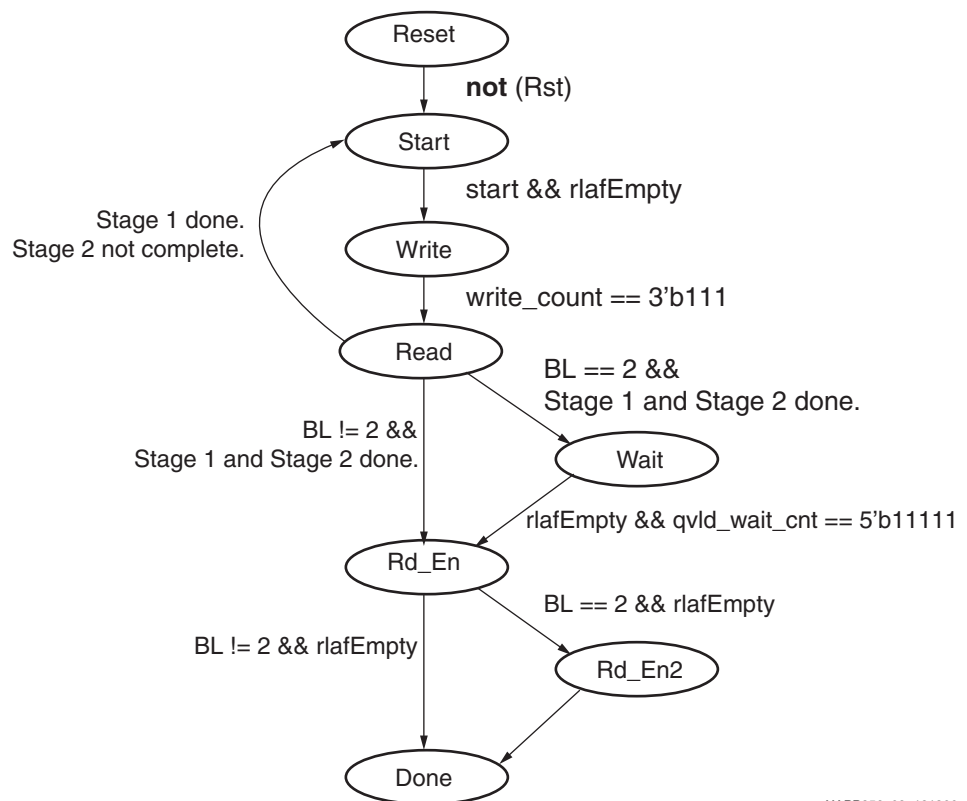 Reset
not (Rst)
Start
start && rlafEmpty
Stage 1 done.
Stage 2 not complete.
Write
write_count == 3'b111
Read
BL == 2 &&
Stage 1 and Stage 2 done.
BL != 2 &&
Stage 1 and Stage 2 done.
Wait
rlafEmpty && qvld_wait_cnt == 5'b11111
Rd_En
BL == 2 && rlafEmpty
BL != 2 && rlafEmpty
Rd_En2
Done